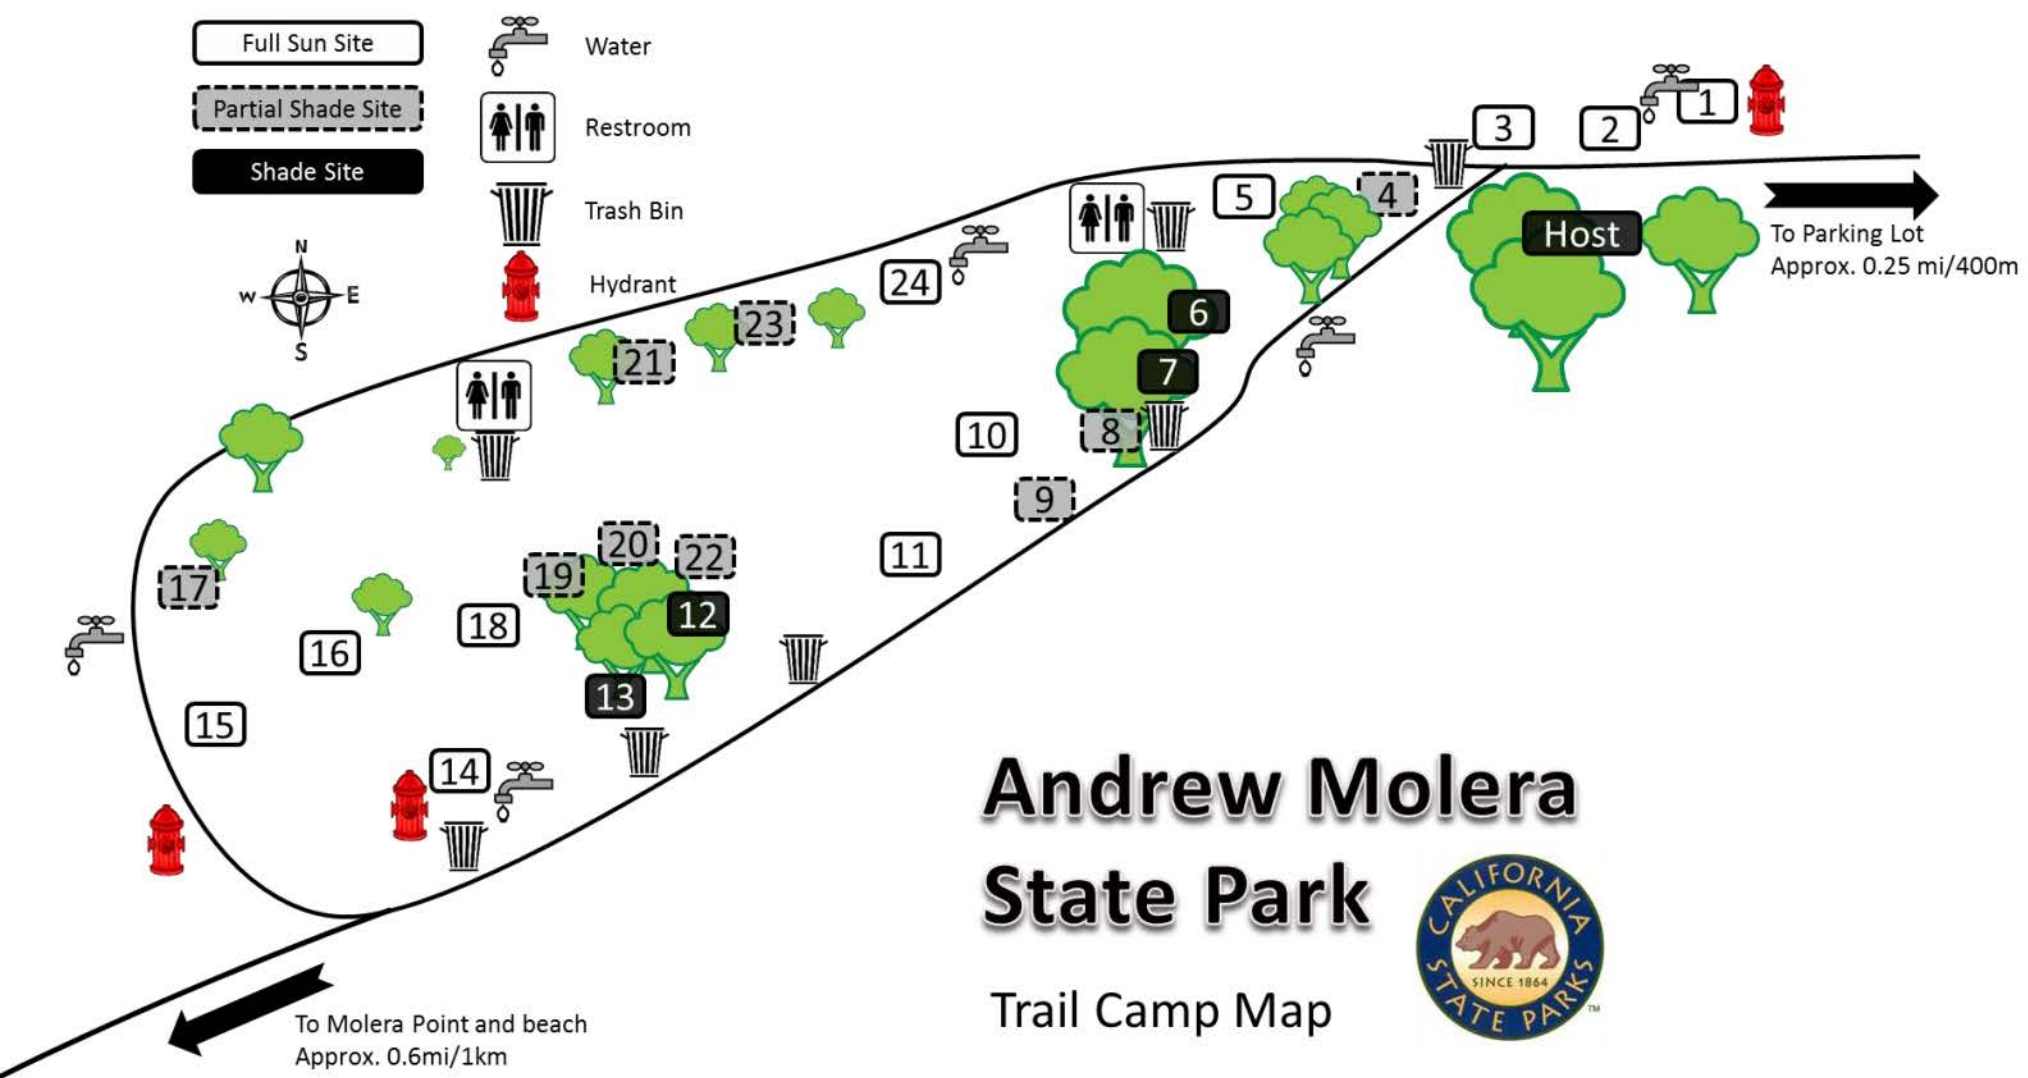 Full Sun Site
Partial Shade Site
Shade Site
Water
Restroom
Trash Bin
Hydrant
N
W
E
S
1
2
3
4
5
Host
To Parking Lot
Approx. 0.25 mi/400m
6
7
8
9
10
11
24
23
21
20
22
19
12
13
18
17
16
15
14
To Molera Point and beach
Approx. 0.6mi/1km
Andrew Molera
State Park
Trail Camp Map
CALIFORNIA
STATE PARKS
SINCE 1864
TM